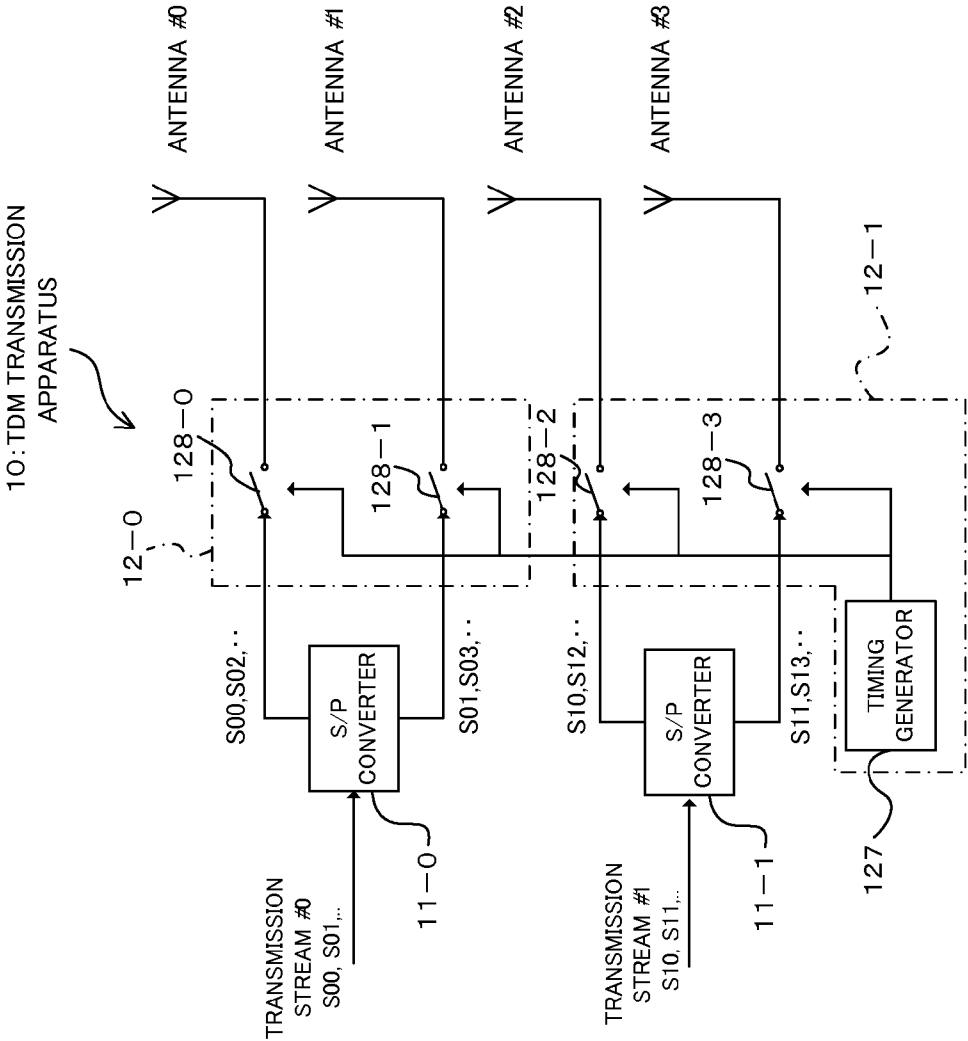 10:TDM TRANSMISSION
APPARATUS
ANTENNA #0
ANTENNA #1
ANTENNA #2
ANTENNA #3
12-0
128-0
128-1
128-2
128-3
12-1
S00,S02,··
S/P
CONVERTER
S01,S03,··
S10,S12,··
S/P
CONVERTER
S11,S13,··
TIMING
GENERATOR
TRANSMISSION
STREAM #0
S00, S01,...
11-0
TRANSMISSION
STREAM #1
S10, S11,...
11-1
127